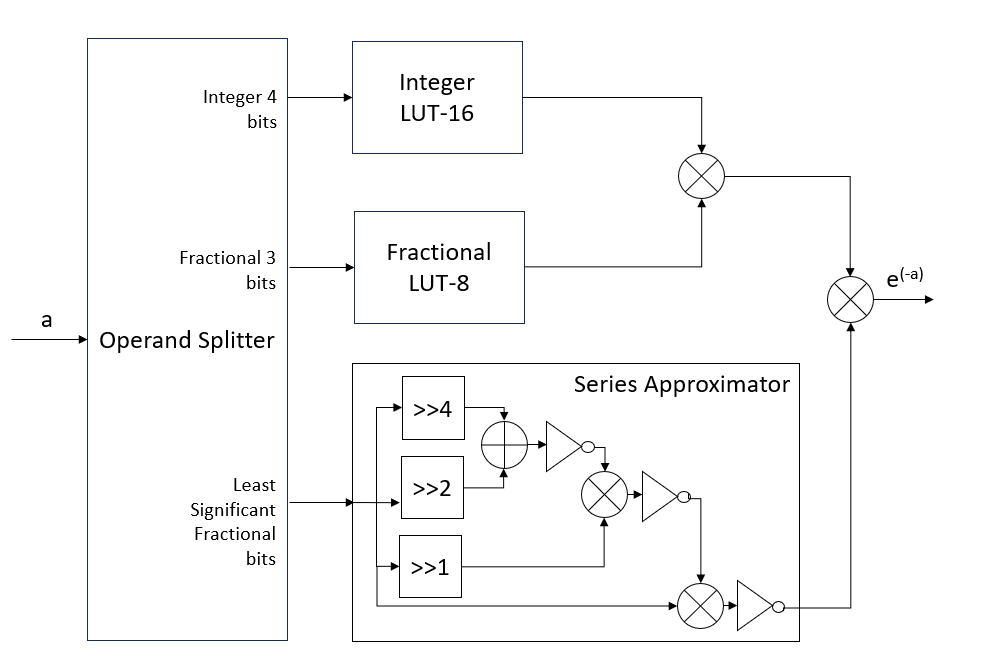 Integer 4
bits
Integer
LUT-16
Fractional 3
bits
Fractional
LUT-8
a
Operand Splitter
e(-a)
Least
Significant
Fractional
bits
Series Approximator
>>4
>>2
>>1